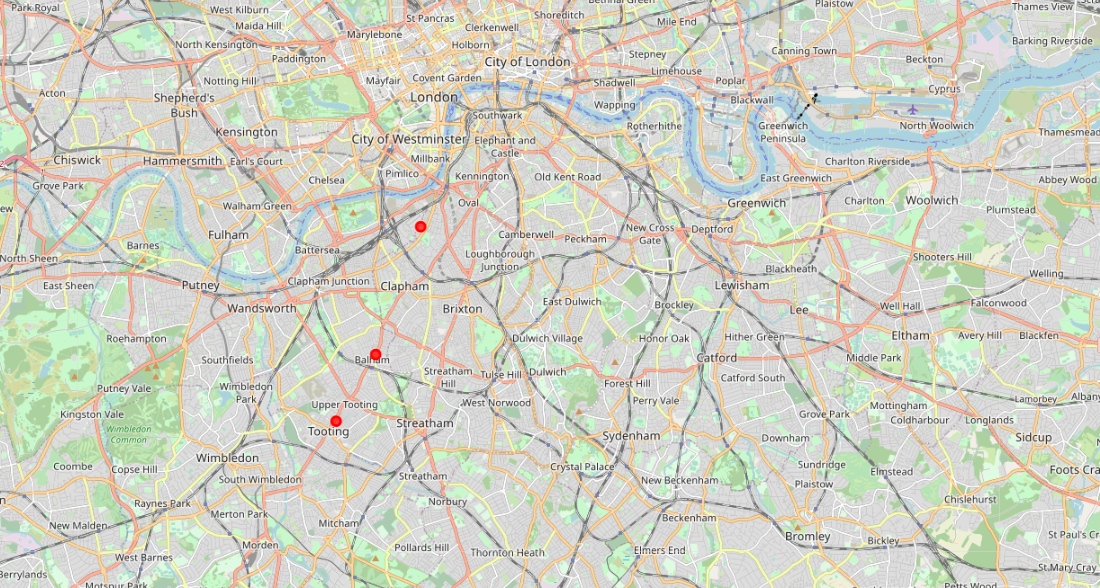 Park Royal
West Kilburn
St Pancras
Shoreditch
Plaistow
Thames View
Maida Hill
Clerkenwell
Mile End
Marylebone
Barking Riverside
North Kensington
Paddington
Holborn
Stepney
Canning Town
City of London
Beckton
Notting Hill
Mayfair
Covent Garden
Limehouse
Poplar
Shadwell
Cyprus
Acton
Shepherd's
Bush
London
Wapping
Blackwall
Southwark
Rotherhithe
Greenwich
Peninsula
North Woolwich
Thamesmead
Kensington
City of Westminster
Elephant and
Castle
Chiswick
Hammersmith
Earl's Court
Millbank
Charlton Riverside
Pimlico
Kennington
Old Kent Road
East Greenwich
Abbey Wood
Grove Park
Chelsea
Walham Green
Oval
Greenwich
Charlton
Woolwich
Plumstead
Fulham
Camberwell
Peckham
New Cross
Gate
Deptford
Barnes
Battersea
Loughborough
Junction
Shooters Hill
North Sheen
Blackheath
Welling
East Sheen
Putney
Clapham Junction
Clapham
Lewisham
Wandsworth
Brixton
East Dulwich
Brockley
Lee
Well Hall
Falconwood
Roehampton
Dulwich Village
Honor Oak
Hither Green
Eltham
Avery Hill
Blackfen
Southfields
Balham
Catford
Middle Park
Streatham
Hill
Tulse Hill
Dulwich
Forest Hill
Catford South
Putney Vale
Wimbledon
Park
Perry Vale
Lamorbey
Albany
Kingston Vale
Upper Tooting
West Norwood
Mottingham
Coldharbour
Grove Park
Longlands
Wimbledon
Common
Tooting
Streatham
Sydenham
Downham
Sidcup
Wimbledon
Coombe
Copse Hill
Crystal Palace
Sundridge
Elmstead
Foots Cra
South Wimbledon
Streatham
New Beckenham
Plaistow
Raynes Park
Norbury
Chislehurst
Merton Park
Mitcham
Beckenham
New Malden
Bromley
St Paul's C
Morden
Pollards Hill
Thornton Heath
Elmers End
Bickley
West Barnes
St Mary Cray
Berrylands
Motspur Park
Petts Wood